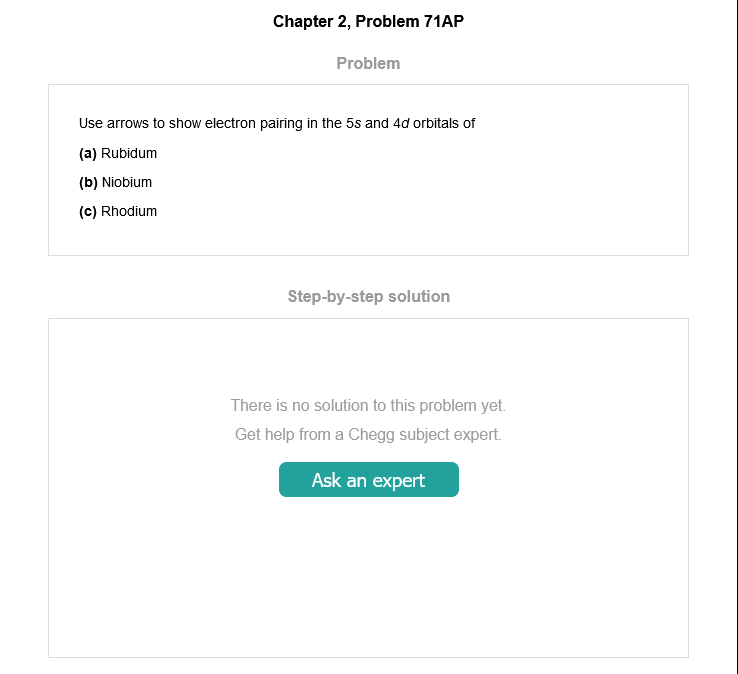 Chapter 2, Problem 71AP
Problem
Use arrows to show electron pairing in the 5s and 4d orbitals of
(a) Rubidum
(b) Niobium
(c) Rhodium
Step-by-step solution
There is no solution to this problem yet.
Get help from a Chegg subject expert.
Ask an expert